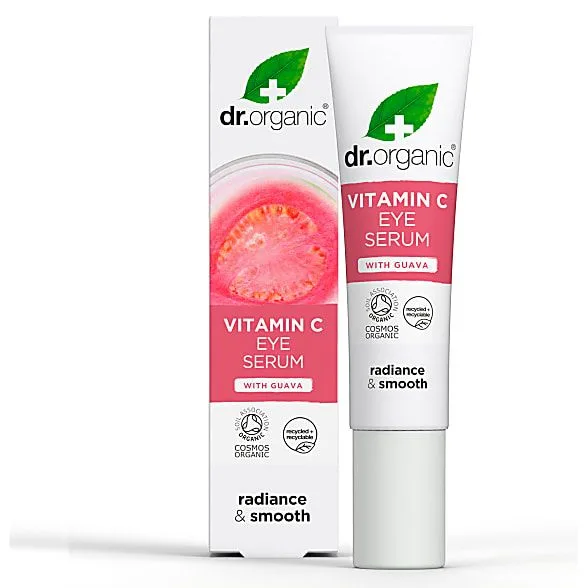 dr.organic®
VITAMIN C
EYE
SERUM
WITH GUAVA
SOIL ASSOCIATION
ORGANIC
COSMOS
ORGANIC
recycled +
recyclable
radiance
& smooth
dr.organic®
VITAMIN C
EYE
SERUM
WITH GUAVA
SOIL ASSOCIATION
ORGANIC
COSMOS
ORGANIC
recycled +
recyclable
radiance
& smooth